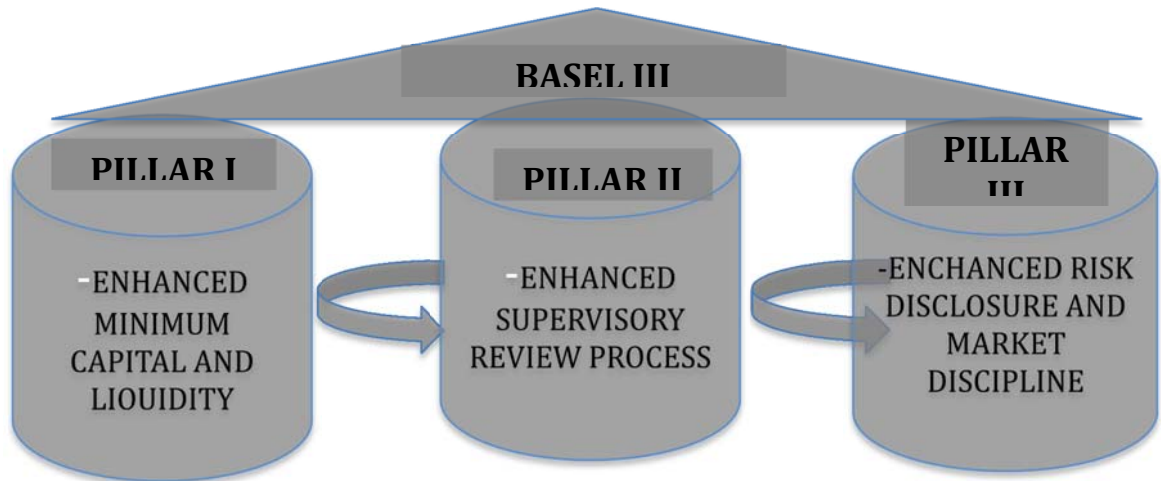 BASEL III
PILLAR I
-ENHANCED
MINIMUM
CAPITAL AND
LIQUIDITY
PILLAR II
-ENHANCED
SUPERVISORY
REVIEW PROCESS
PILLAR
III
-ENCHANCED RISK
DISCLOSURE AND
MARKET
DISCIPLINE